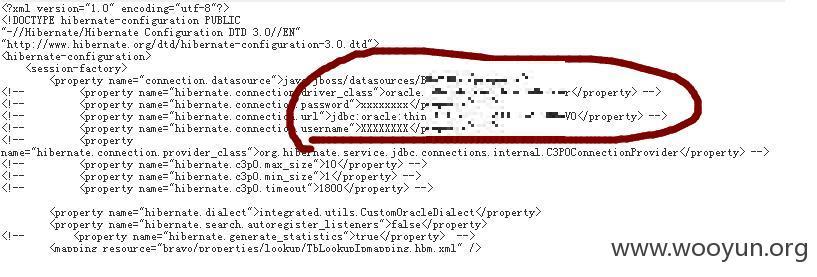 <?xml version="1.0" encoding="utf-8"?>
<!DOCTYPE hibernate-configuration PUBLIC
"-//Hibernate/Hibernate Configuration DTD 3.0//EN"
"http://www.hibernate.org/dtd/hibernate-configuration-3.0.dtd">
<hibernate-configuration>
<session-factory>
<property name="connection.datasource">java jboss/datasources/B
<!-- <property name="hibernate.connection.driver_class">oracle. r</property> -->
<!-- <property name="hibernate.connection.password">xxxxxxxx</p -->
<!-- <property name="hibernate.connection.url">jdbc:oracle:thin VO</property> -->
<!-- <property name="hibernate.connection.username">XXXXXXXX</p -->
<!-- <property
name="hibernate.connection.provider_class">org.hibernate.service.jdbc.connections.internal.C3P0ConnectionProvider</property> -->
<!-- <property name="hibernate.c3p0.max_size">10</property> -->
<!-- <property name="hibernate.c3p0.min_size">1</property> -->
<!-- <property name="hibernate.c3p0.timeout">1800</property> -->
<property name="hibernate.dialect">integrated.utils.CustomOracleDialect</property>
<property name="hibernate.search.autoregister_listeners">false</property>
<!-- <property name="hibernate.generate_statistics">true</property> -->
<mapping resource="bravo/properties/lookup/TbLookupIpmapping.hbm.xml" />
www.wooyun.org